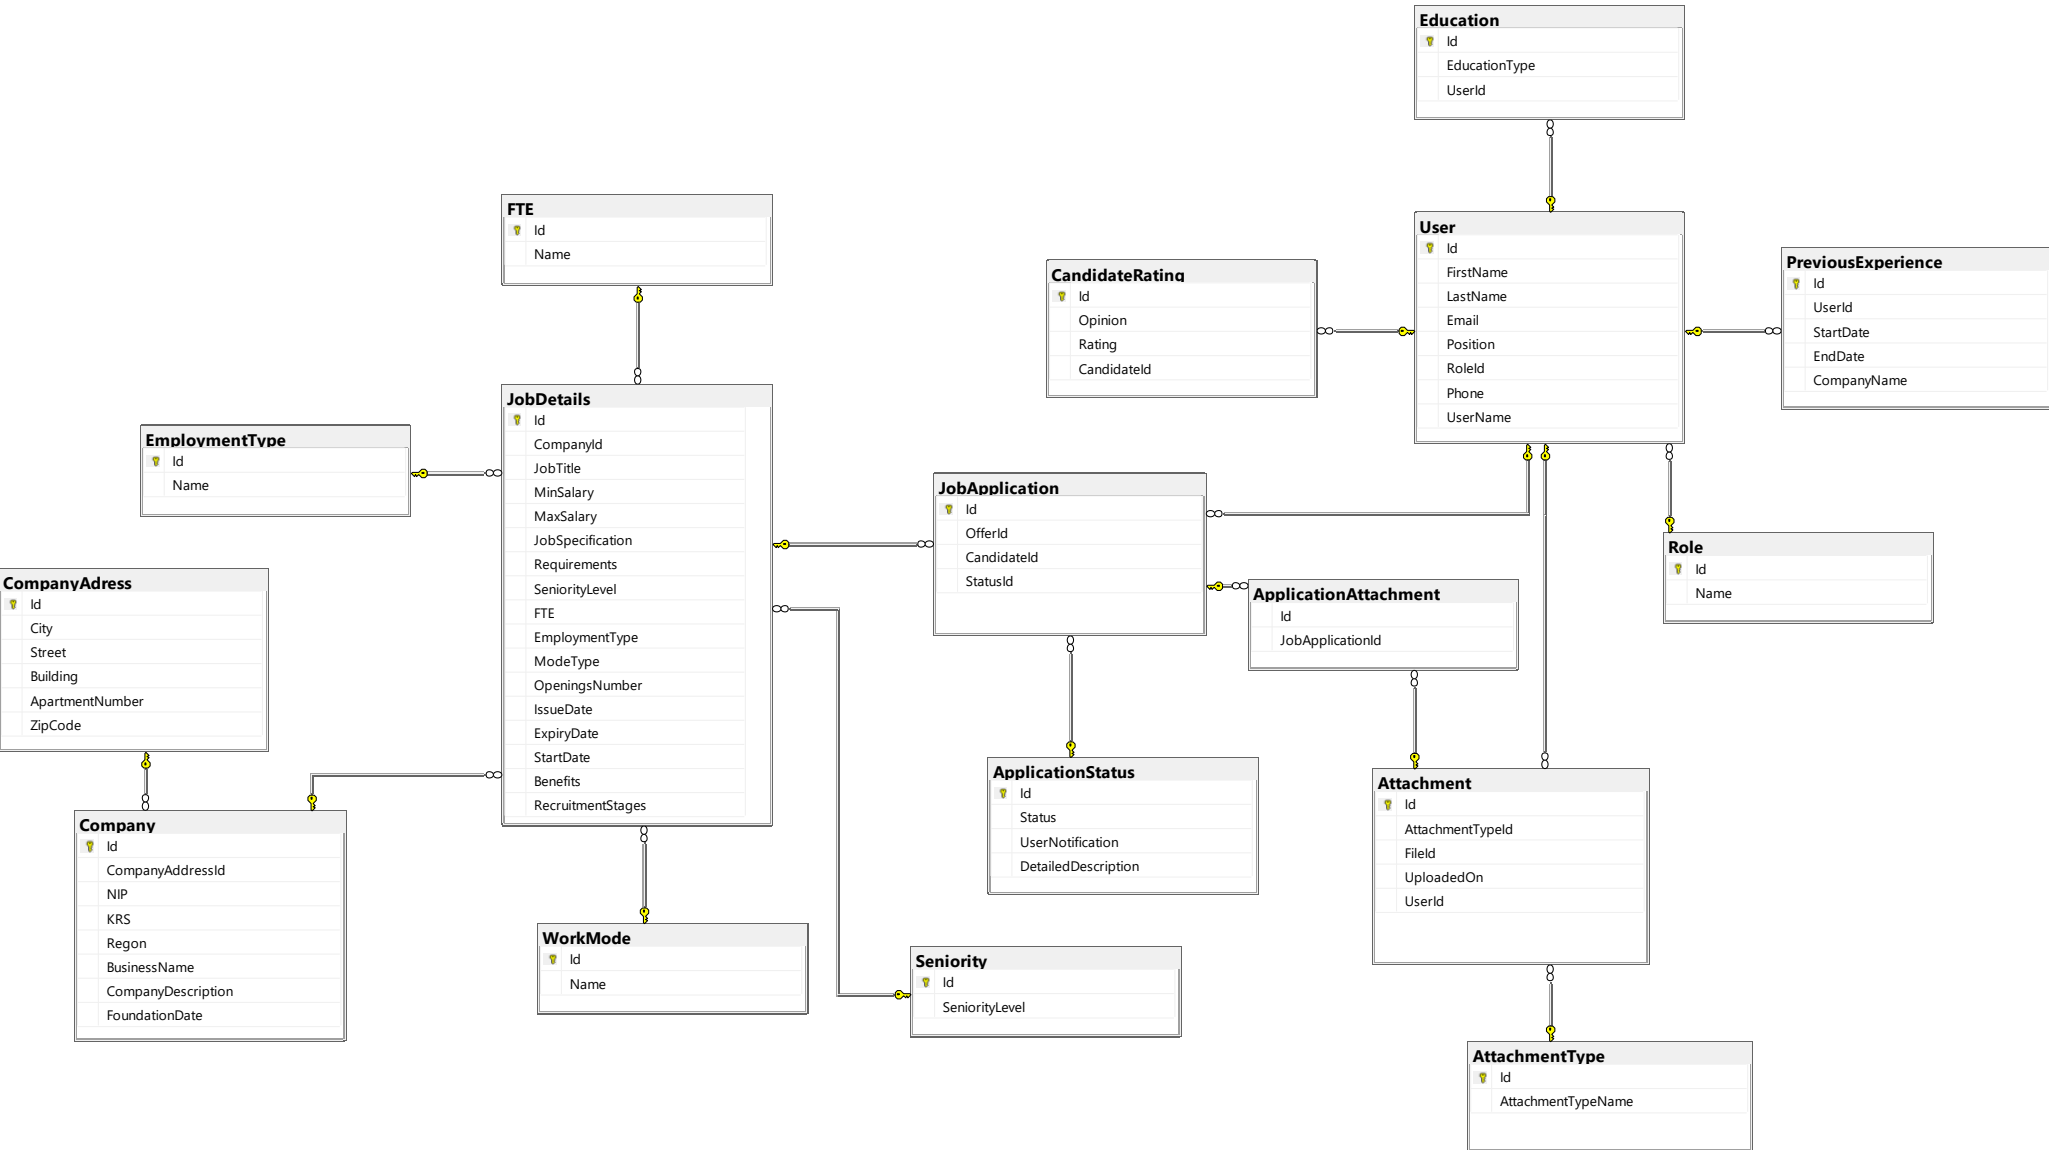 Education
Id
EducationType
UserId
FTE
Id
Name
User
Id
FirstName
LastName
Email
Position
RoleId
Phone
UserName
CandidateRating
Id
Opinion
Rating
CandidateId
PreviousExperience
Id
UserId
StartDate
EndDate
CompanyName
JobDetails
Id
CompanyId
JobTitle
MinSalary
MaxSalary
JobSpecification
Requirements
SeniorityLevel
FTE
EmploymentType
ModeType
OpeningsNumber
IssueDate
ExpiryDate
StartDate
Benefits
RecruitmentStages
EmploymentType
Id
Name
JobApplication
Id
OfferId
CandidateId
StatusId
Role
Id
Name
CompanyAdress
Id
City
Street
Building
ApartmentNumber
ZipCode
ApplicationAttachment
Id
JobApplicationId
ApplicationStatus
Id
Status
UserNotification
DetailedDescription
Attachment
Id
AttachmentTypeId
FileId
UploadedOn
UserId
Company
Id
CompanyAddressId
NIP
KRS
Regon
BusinessName
CompanyDescription
FoundationDate
WorkMode
Id
Name
Seniority
Id
SeniorityLevel
AttachmentType
Id
AttachmentTypeName